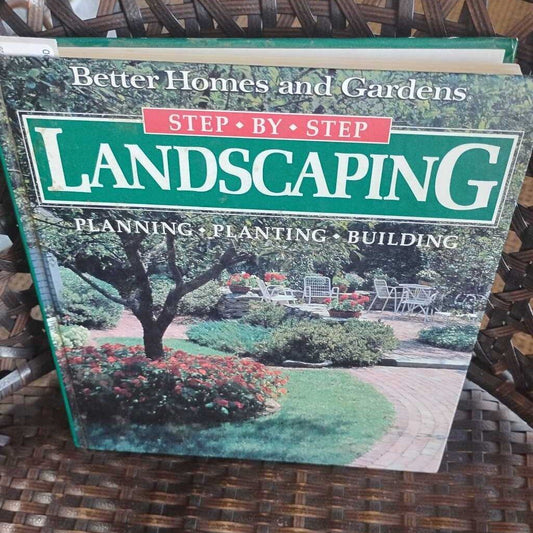 Better Homes and Gardens
STEP • BY • STEP
LANDSCAPING
PLANNING • PLANTING • BUILDING